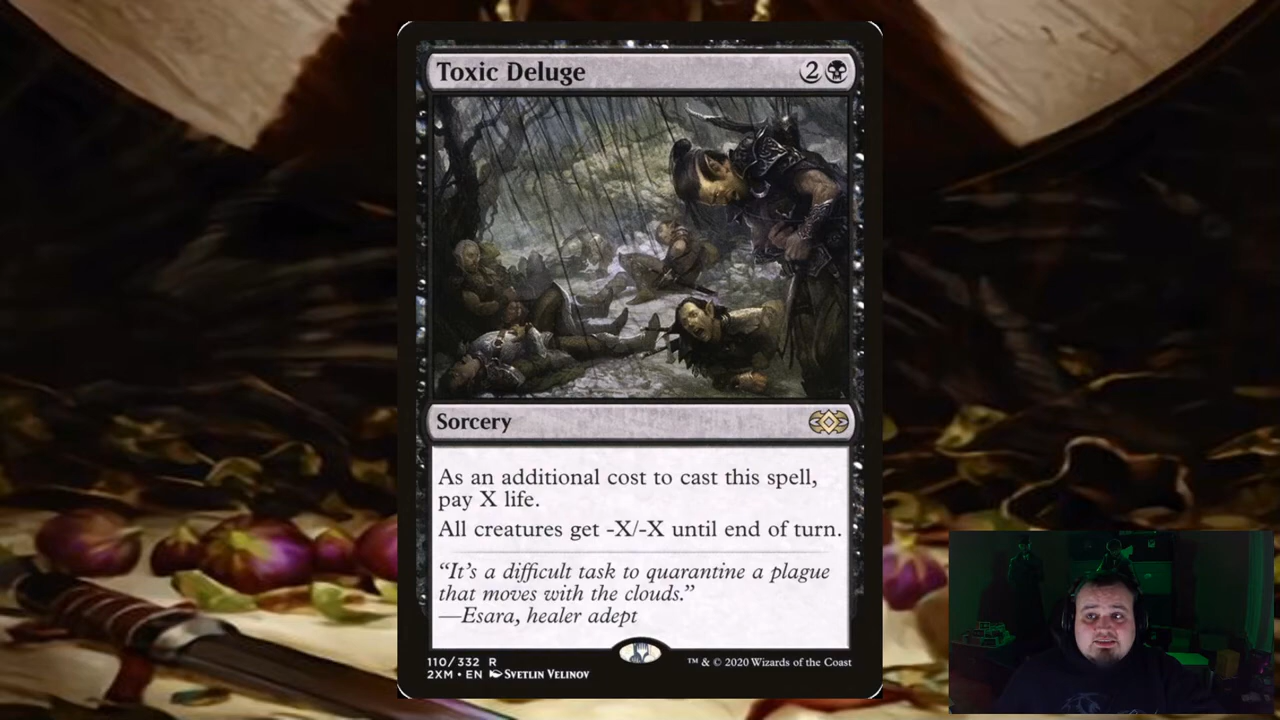 Toxic Deluge 2
Sorcery
As an additional cost to cast this spell,
pay X life.
All creatures get -X/-X until end of turn.
“It’s a difficult task to quarantine a plague
that moves with the clouds.”
—Esara, healer adept
110/332 R
2XM • EN Svetlin Velinov
™ & © 2020 Wizards of the Coast